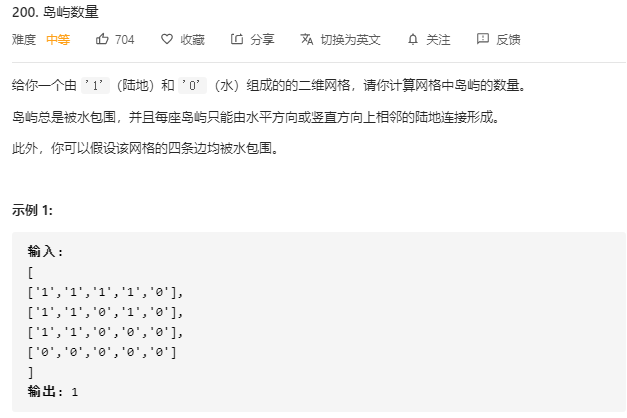 200. 岛屿数量
难度 中等 704 收藏 分享 切换为英文 关注 反馈
给你一个由 '1'（陆地）和 '0'（水）组成的的二维网格，请你计算网格中岛屿的数量。
岛屿总是被水包围，并且每座岛屿只能由水平方向或竖直方向上相邻的陆地连接形成。
此外，你可以假设该网格的四条边均被水包围。
示例 1:
输入:
[
['1','1','1','1','0'],
['1','1','0','1','0'],
['1','1','0','0','0'],
['0','0','0','0','0']
]
输出: 1